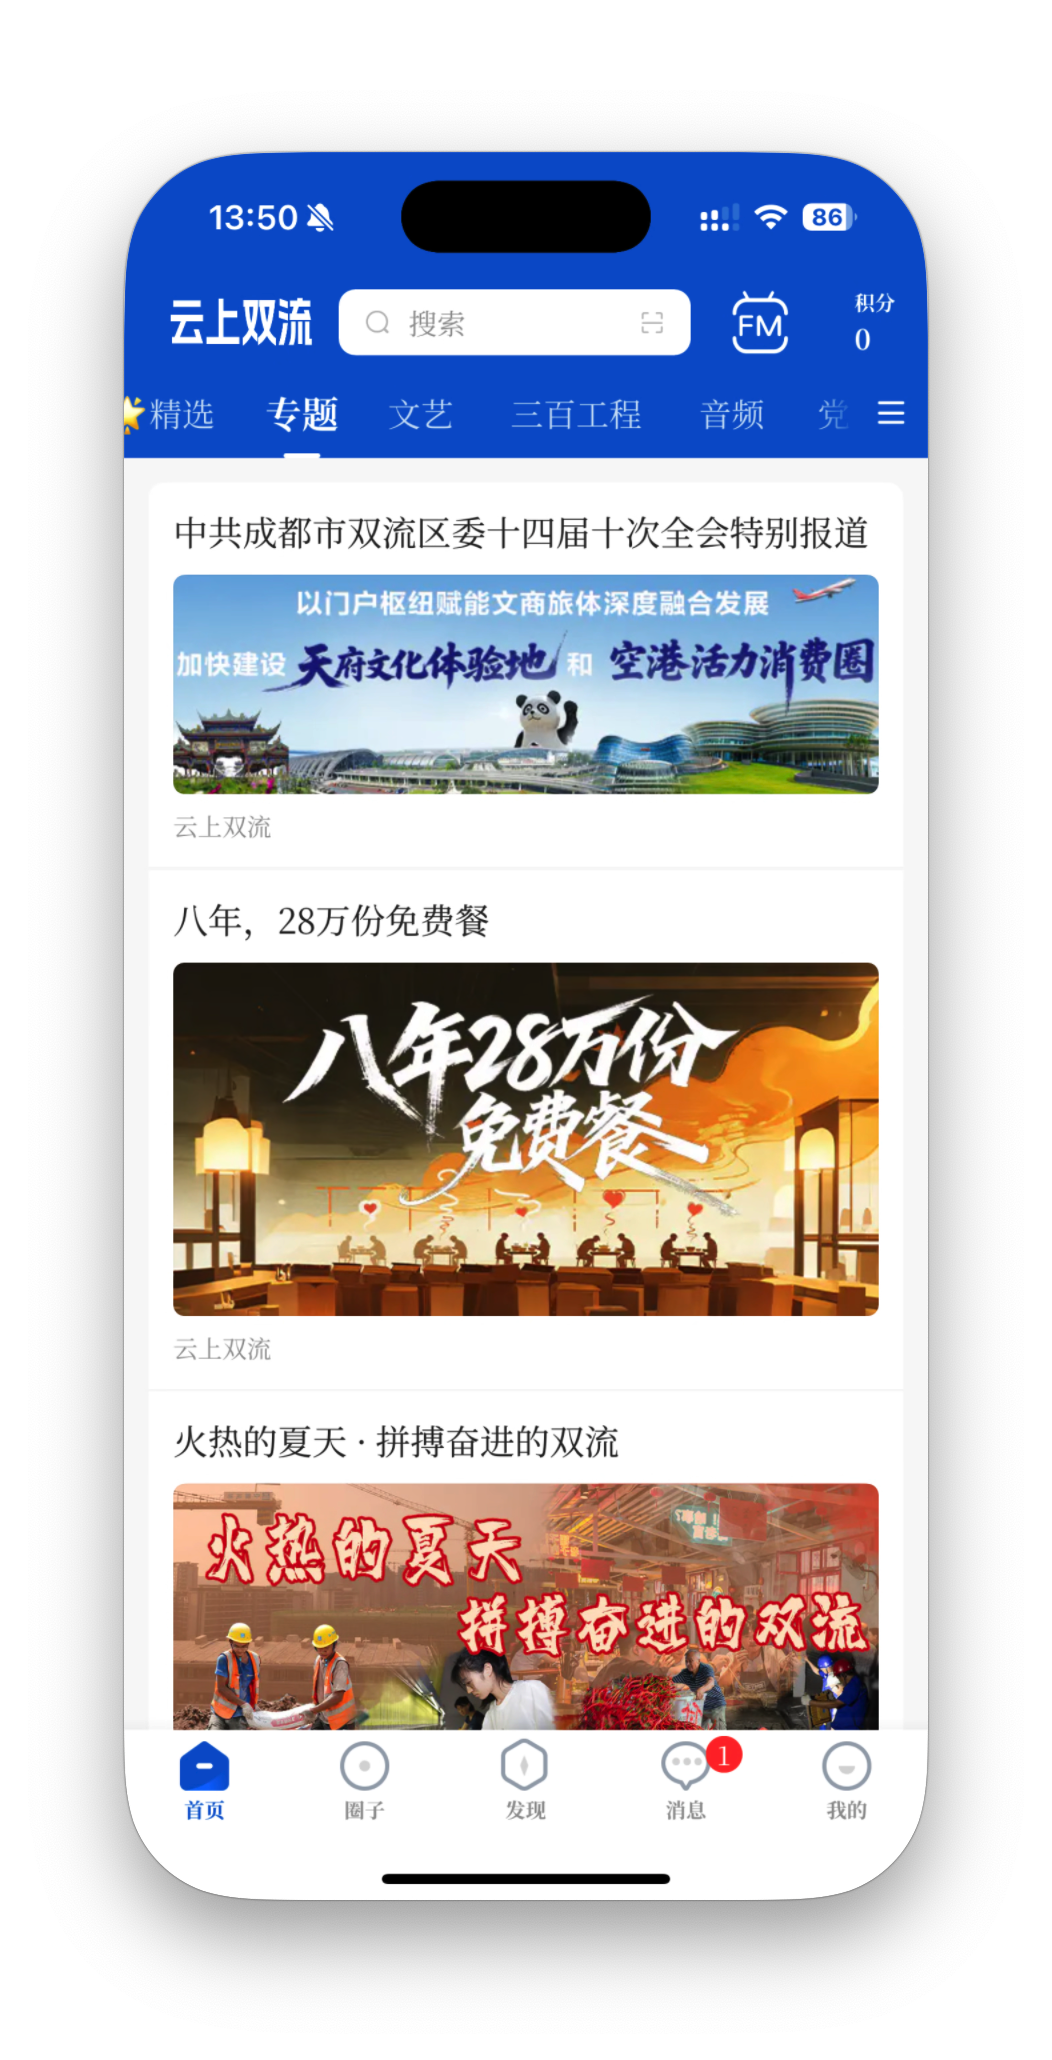 13:50
86
云上双流
搜索
FM
积分
0
精选 专题 文艺 三百工程 音频 党
中共成都市双流区委十四届十次全会特别报道
以门户枢纽赋能文商旅体深度融合发展
加快建设 天府文化体验地 和 空港活力消费圈
云上双流
八年，28万份免费餐
八年28万份
免费餐
云上双流
火热的夏天 · 拼搏奋进的双流
火热的夏天
拼搏奋进的双流
1
首页 圈子 发现 消息 我的